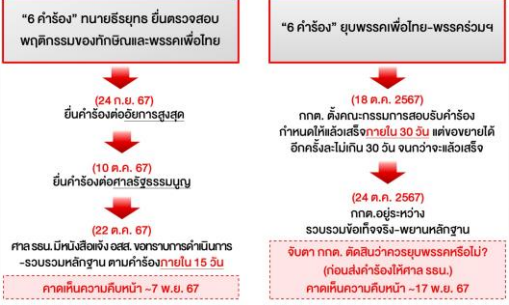 “6 คำร้อง” ทนายธีรยุทธ ยื่นตรวจสอบ
พฤติกรรมของทักษิณและพรรคเพื่อไทย
(24 ก.ย. 67)
ยื่นคำร้องต่ออัยการสูงสุด
(10 ต.ค. 67)
ยื่นคำร้องต่อศาลรัฐธรรมนูญ
(22 ต.ค. 67)
ศาล รธน. มีหนังสือแจ้ง อสส. ขอทราบการดำเนินการ
-รวบรวมหลักฐาน ตามคำร้องภายใน 15 วัน
คาดเห็นความคืบหน้า ~7 พ.ย. 67
“6 คำร้อง” ยุบพรรคเพื่อไทย-พรรคร่วมฯ
(18 ต.ค. 2567)
กกต. ตั้งคณะกรรมการสอบรับคำร้อง
กำหนดให้แล้วเสร็จภายใน 30 วัน แต่ขอขยายได้
อีกครั้งละไม่เกิน 30 วัน จนกว่าจะแล้วเสร็จ
(24 ต.ค. 2567)
กกต.อยู่ระหว่าง
รวบรวมข้อเท็จจริง-พยานหลักฐาน
จับตา กกต. ตัดสินว่าควรยุบพรรคหรือไม่?
(ก่อนส่งคำร้องให้ศาล รธน.)
คาดเห็นความคืบหน้า ~17 พ.ย. 67